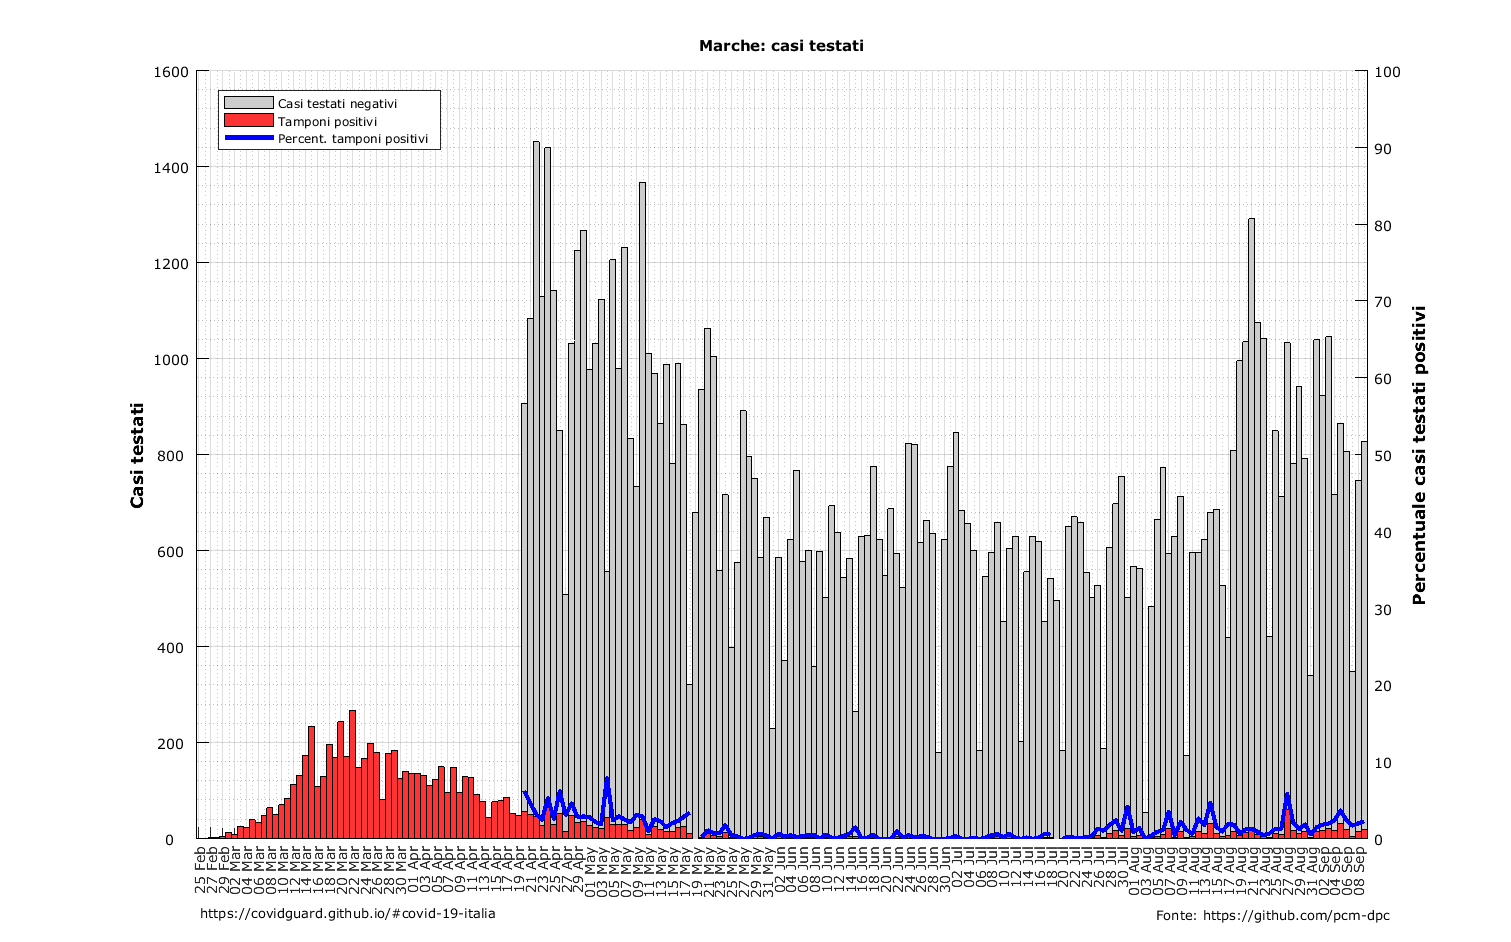 Marche: casi testati
Casi testati negativi
Tamponi positivi
Percent. tamponi positivi
Casi testati
1600
1400
1200
1000
800
600
400
200
0
100
90
80
70
60
50
40
30
20
10
0
Percentuale casi testati positivi
25 Feb
27 Feb
29 Feb
02 Mar
04 Mar
06 Mar
08 Mar
10 Mar
12 Mar
14 Mar
16 Mar
18 Mar
20 Mar
22 Mar
24 Mar
26 Mar
28 Mar
30 Mar
01 Apr
03 Apr
05 Apr
07 Apr
09 Apr
11 Apr
13 Apr
15 Apr
17 Apr
19 Apr
21 Apr
23 Apr
25 Apr
27 Apr
29 Apr
01 May
03 May
05 May
07 May
09 May
11 May
13 May
15 May
17 May
19 May
21 May
23 May
25 May
27 May
29 May
31 May
02 Jun
04 Jun
06 Jun
08 Jun
10 Jun
12 Jun
14 Jun
16 Jun
18 Jun
20 Jun
22 Jun
24 Jun
26 Jun
28 Jun
30 Jun
02 Jul
04 Jul
06 Jul
08 Jul
10 Jul
12 Jul
14 Jul
16 Jul
18 Jul
20 Jul
22 Jul
24 Jul
26 Jul
28 Jul
30 Jul
01 Aug
03 Aug
05 Aug
07 Aug
09 Aug
11 Aug
13 Aug
15 Aug
17 Aug
19 Aug
21 Aug
23 Aug
25 Aug
27 Aug
29 Aug
31 Aug
02 Sep
04 Sep
06 Sep
08 Sep
https://covidguard.github.io/#covid-19-italia
Fonte: https://github.com/pcm-dpc